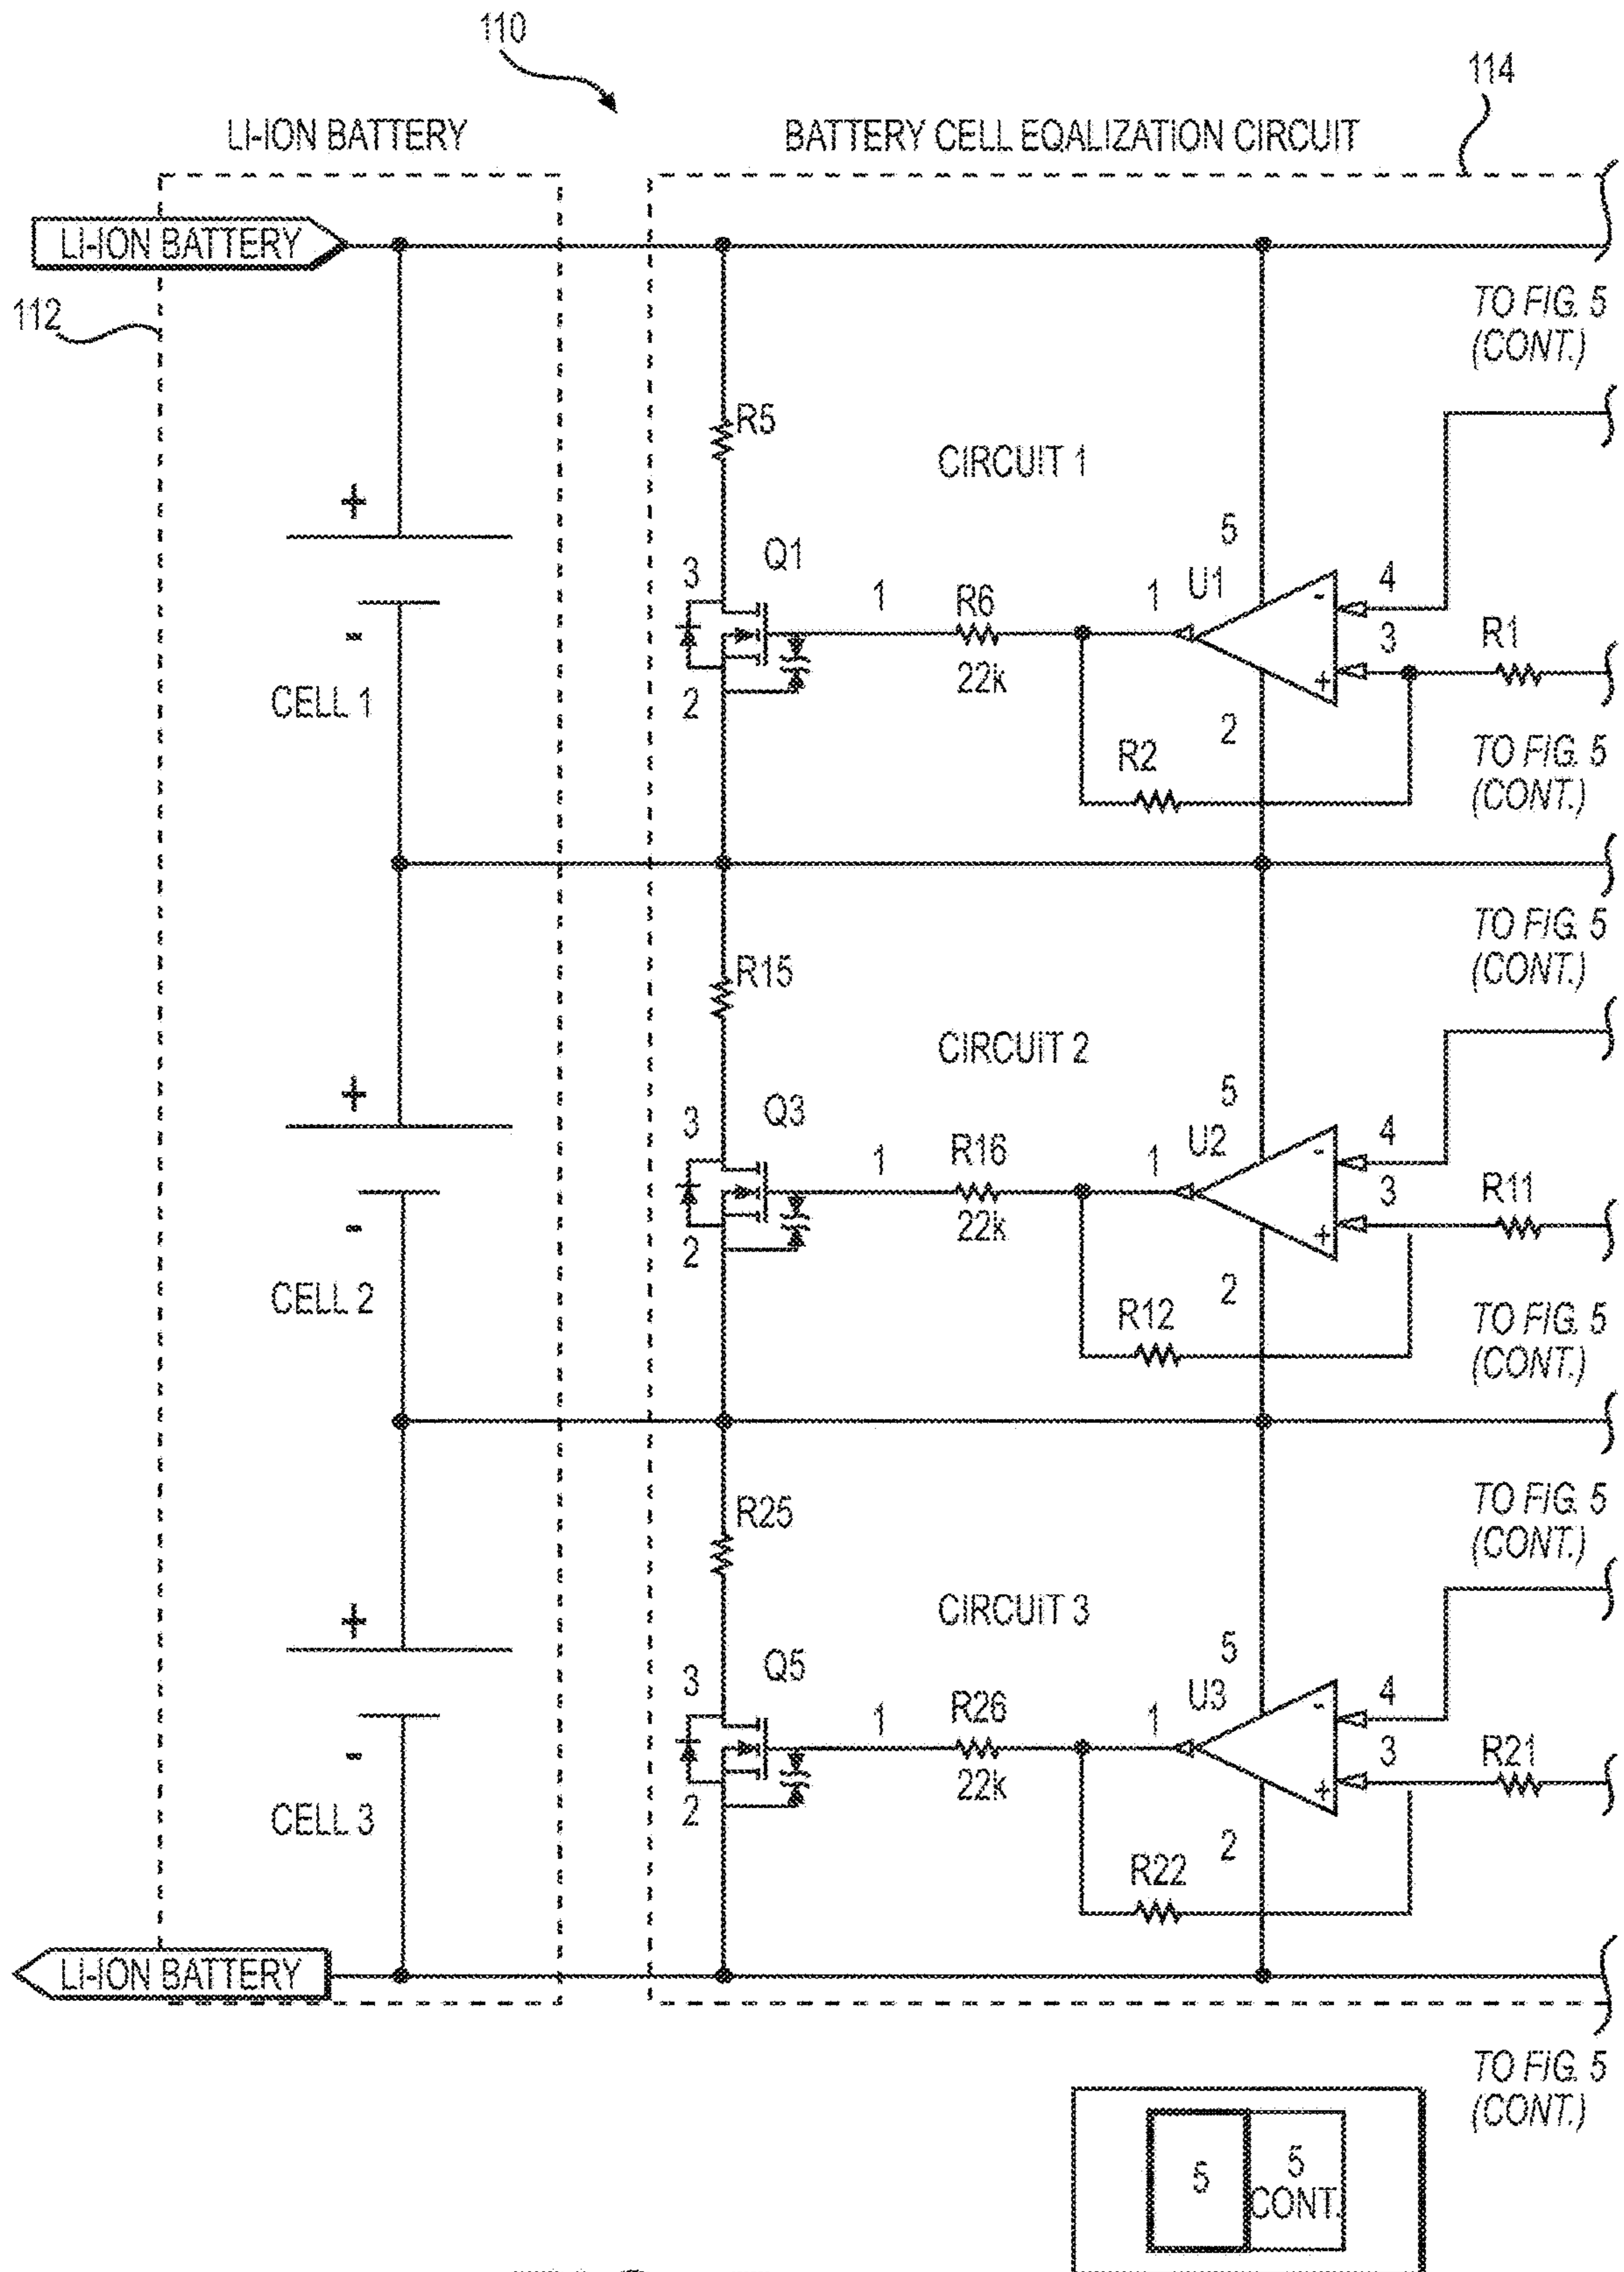 110
114
LI-ION BATTERY
BATTERY CELL EQALIZATION CIRCUIT
LI-ION BATTERY
112
TO FIG. 5
(CONT.)
R5
CIRCUIT 1
+
5
3
Q1
1
R6
1
U1
-
4
3
R1
-
22k
+
2
CELL 1
2
R2
TO FIG. 5
(CONT.)
TO FIG. 5
(CONT.)
R15
CIRCUIT 2
+
5
3
Q3
1
R16
1
U2
-
4
3
R11
-
22k
+
2
CELL 2
2
R12
TO FIG. 5
(CONT.)
TO FIG. 5
(CONT.)
R25
CIRCUIT 3
+
5
3
Q5
1
R26
1
U3
-
4
3
R21
-
22k
+
2
CELL 3
2
R22
LI-ION BATTERY
TO FIG. 5
(CONT.)
5
5
CONT.